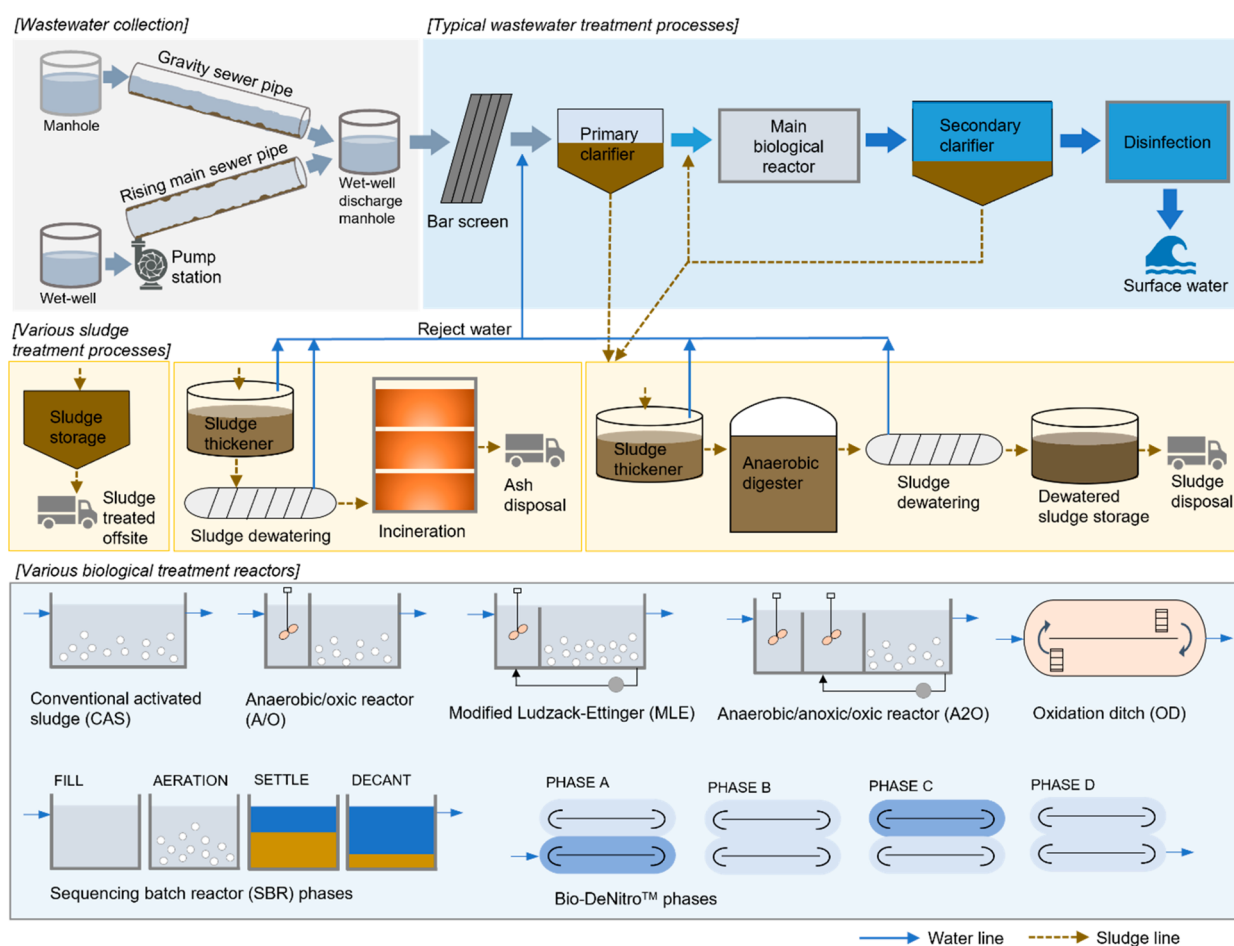 [Wastewater collection]
[Typical wastewater treatment processes]
Gravity sewer pipe
Manhole
Rising main sewer pipe
Wet-well
discharge
manhole
Pump
station
Wet-well
Bar screen
Primary
clarifier
Main
biological
reactor
Secondary
clarifier
Disinfection
Surface water
[Various sludge
treatment processes]
Reject water
Sludge
storage
Sludge
treated
offsite
Sludge
thickener
Sludge dewatering
Incineration
Ash
disposal
Sludge
thickener
Anaerobic
digester
Sludge
dewatering
Dewatered
sludge storage
Sludge
disposal
[Various biological treatment reactors]
Conventional activated
sludge (CAS)
Anaerobic/oxic reactor
(A/O)
Modified Ludzack-Ettinger (MLE)
Anaerobic/anoxic/oxic reactor (A2O)
Oxidation ditch (OD)
FILL
AERATION
SETTLE
DECANT
Sequencing batch reactor (SBR) phases
PHASE A
PHASE B
PHASE C
PHASE D
Bio-DeNitro™ phases
Water line
Sludge line